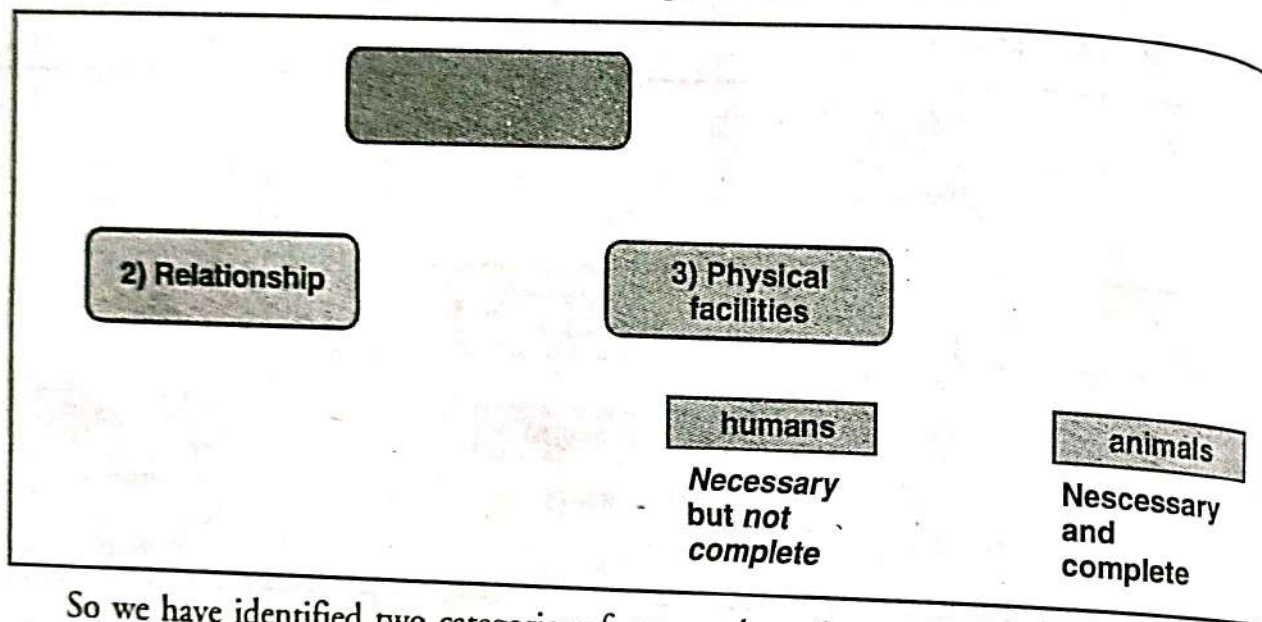 2) Relationship
3) Physical
facilities
humans
Necessary
but not
complete
animals
Nescessary
and
complete
So we have identified two categories